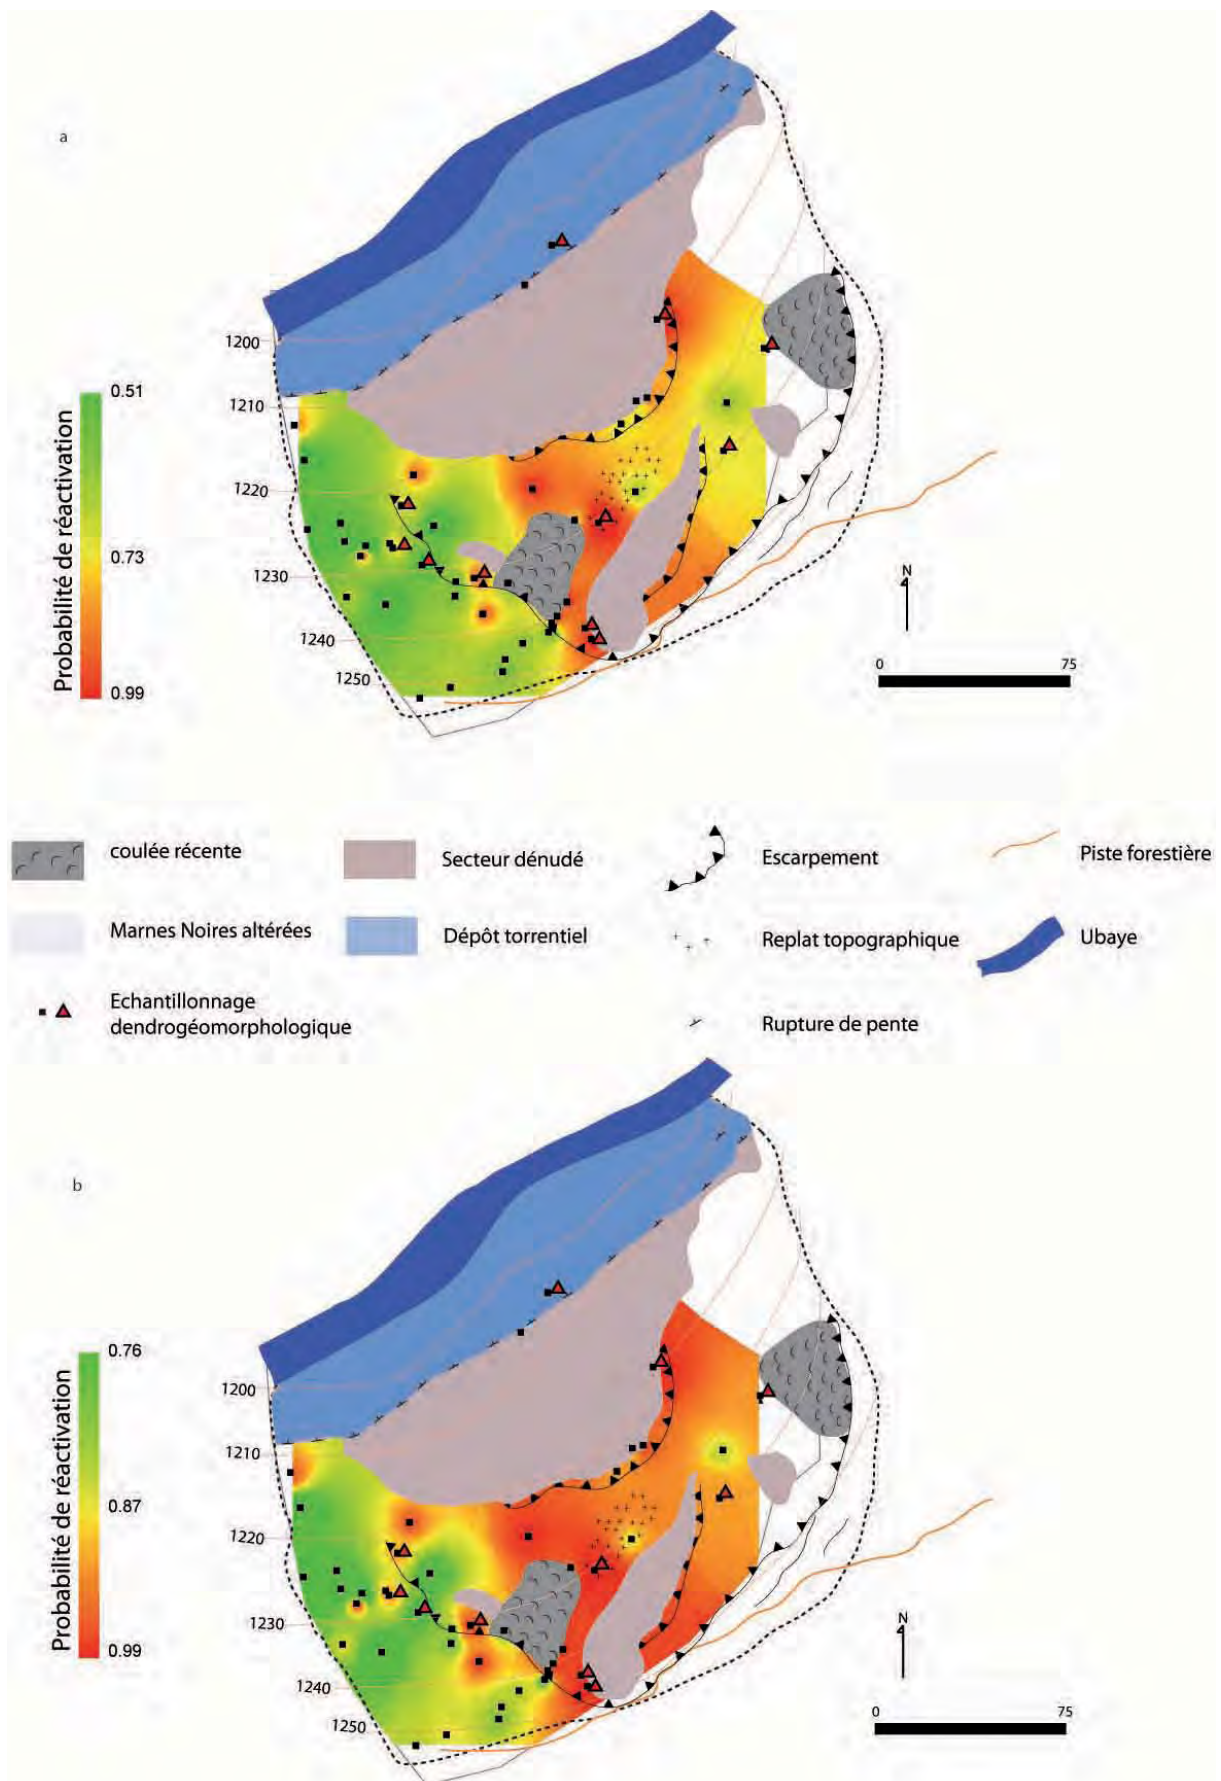 a
1200
1210
1220
1230
1240
1250
Probabilité de réactivation
0.51
0.73
0.99
N
0
75
coulée récente
Secteur dénudé
Escarpement
Piste forestière
Marnes Noires altérées
Dépôt torrentiel
Replat topographique
Ubaye
Echantillonnage
dendrogéomorphologique
Rupture de pente
b
1200
1210
1220
1230
1240
1250
Probabilité de réactivation
0.76
0.87
0.99
N
0
75